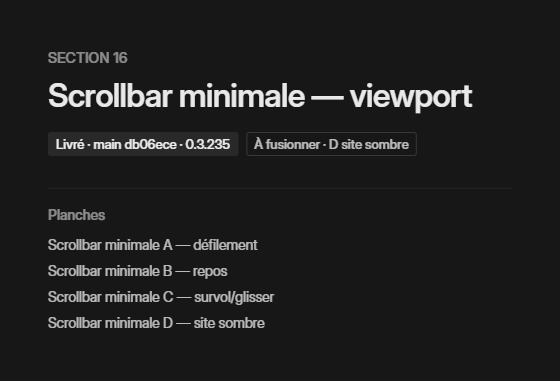 SECTION 16
Scrollbar minimale — viewport
Livré · main db06ece · 0.3.235
À fusionner · D site sombre
Planches
Scrollbar minimale A — défilement
Scrollbar minimale B — repos
Scrollbar minimale C — survol/glisser
Scrollbar minimale D — site sombre